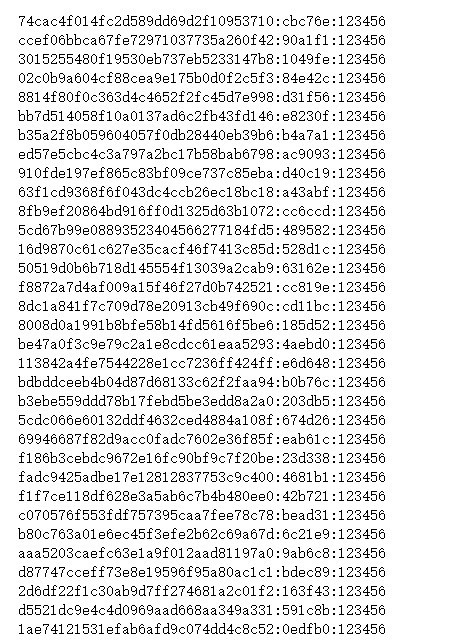 74cac4f014fc2d589dd69d2f10953710:cbc76e:123456
ccef06bbca67fe72971037735a260f42:90a1f1:123456
3015255480f19530eb737eb5233147b8:1049fe:123456
02c0b9a604cf88cea9e175b0d0f2c5f3:84e42c:123456
8814f80f0c363d4c4652f2fc45d7e998:d31f56:123456
bb7d514058f10a0137ad6c2fb43fd146:e8230f:123456
b35a2f8b059604057f0db28440eb39b6:b4a7a1:123456
ed57e5cbc4c3a797a2bc17b58bab6798:ac9093:123456
910fde197ef865c83bf09ce737c85eba:d40c19:123456
63f1cd9368f6f043dc4ccb26ec18bc18:a43abf:123456
8fb9ef20864bd916ff0d1325d63b1072:cc6ccd:123456
5cd67b99e08893523404566277184fd5:489582:123456
16d9870c61c627e35cacf46f7413c85d:528d1c:123456
50519d0b6b718d145554f13039a2cab9:63162e:123456
f8872a7d4af009a15f46f27d0b742521:cc819e:123456
8dc1a841f7c709d78e20913cb49f690c:cd11bc:123456
8008d0a1991b8bfe58b14fd5616f5be6:185d52:123456
be47a0f3c9e79c2a1e8cdcc61eaa5293:4aebd0:123456
113842a4fe7544228e1cc7236ff424ff:e6d648:123456
bdbddceeb4b04d87d68133c62f2faa94:b0b76c:123456
b3ebe559ddd78b17febd5be3edd8a2a0:203db5:123456
5cdc066e60132ddf4632ced4884a108f:674d26:123456
69946687f82d9acc0fadc7602e36f85f:eab61c:123456
f186b3cebdc9672e16fc90bf9c7f20be:23d338:123456
fadc9425adbe17e12812837753c9c400:4681b1:123456
f1f7ce118df628e3a5ab6c7b4b480ee0:42b721:123456
c070576f553fdf757395caa7fee78c78:bead31:123456
b80c763a01e6ec45f3efe2b62c69a67d:6c21e9:123456
aaa5203caefc63e1a9f012aad81197a0:9ab6c8:123456
d87747cceff73e8e19596f95a80ac1c1:bdec89:123456
2d6df22f1c30ab9d7ff274681a2c01f2:163f43:123456
d5521dc9e4c4d0969aad668aa349a331:591c8b:123456
1ae74121531efab6afd9c074dd4c8c52:0edfb0:123456